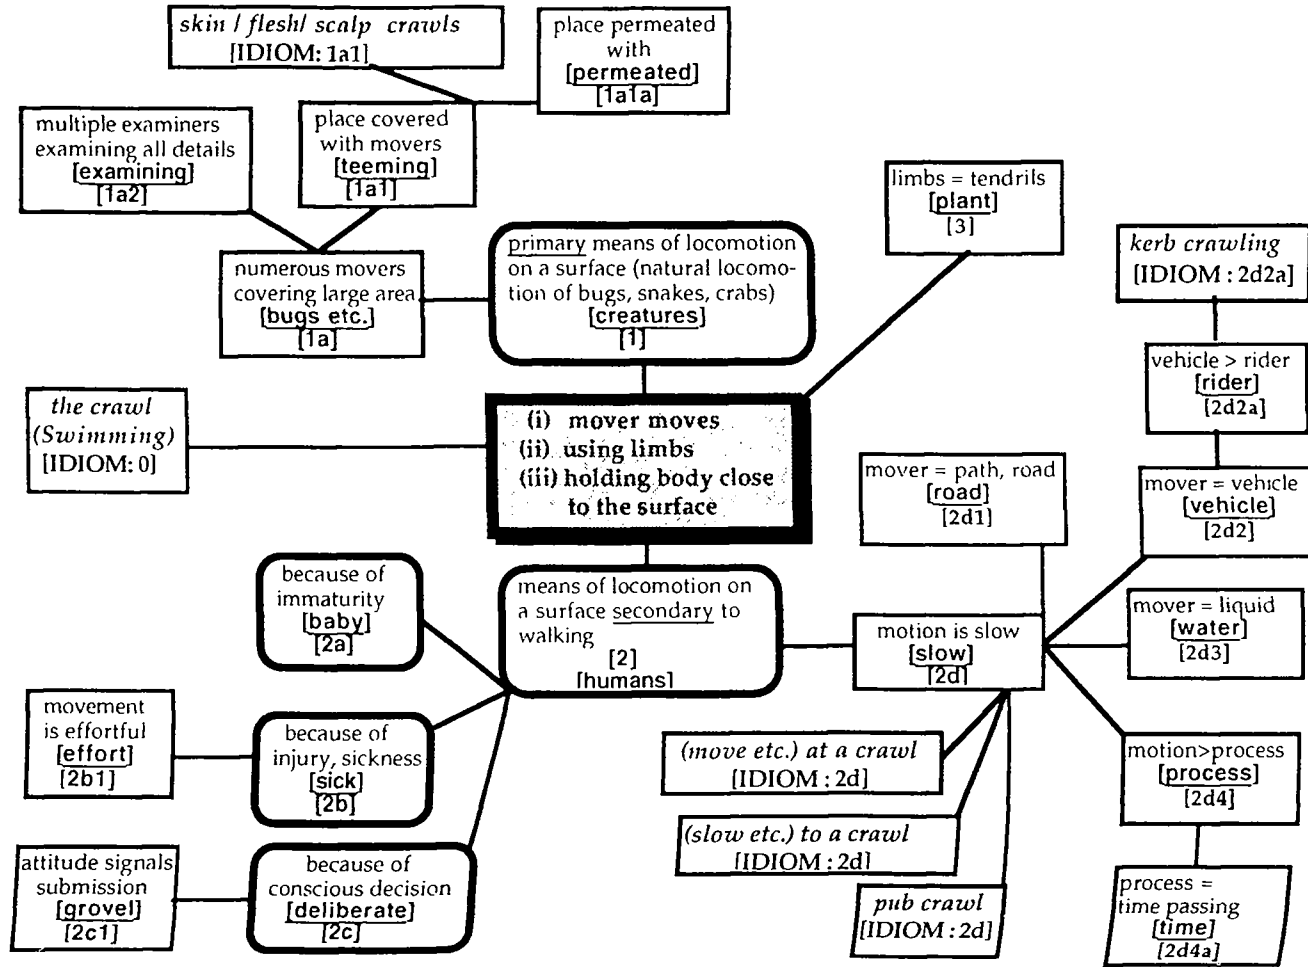 skin / flesh/ scalp crawls
[IDIOM: 1a1]
place permeated
with
[permeated]
[1a1a]
multiple examiners
examining all details
[examining]
[1a2]
place covered
with movers
[teeming]
[1a1]
limbs = tendrils
[plant]
[3]
numerous movers
covering large area
[bugs etc.]
[1a]
primary means of locomotion
on a surface (natural locomo-
tion of bugs, snakes, crabs)
[creatures]
[1]
kerb crawling
[IDIOM : 2d2a]
vehicle > rider
[rider]
[2d2a]
the crawl
(Swimming)
[IDIOM: 0]
(i) mover moves
(ii) using limbs
(iii) holding body close
to the surface
mover = path, road
[road]
[2d1]
mover = vehicle
[vehicle]
[2d2]
because of
immaturity
[baby]
[2a]
means of locomotion on
a surface secondary to
walking
[2]
[humans]
motion is slow
[slow]
[2d]
mover = liquid
[water]
[2d3]
movement
is effortful
[effort]
[2b1]
because of
injury, sickness
[sick]
[2b]
(move etc.) at a crawl
[IDIOM : 2d]
motion>process
[process]
[2d4]
(slow etc.) to a crawl
[IDIOM : 2d]
attitude signals
submission
[grovel]
[2c1]
because of
conscious decision
[deliberate]
[2c]
pub crawl
[IDIOM : 2d]
process =
time passing
[time]
[2d4a]